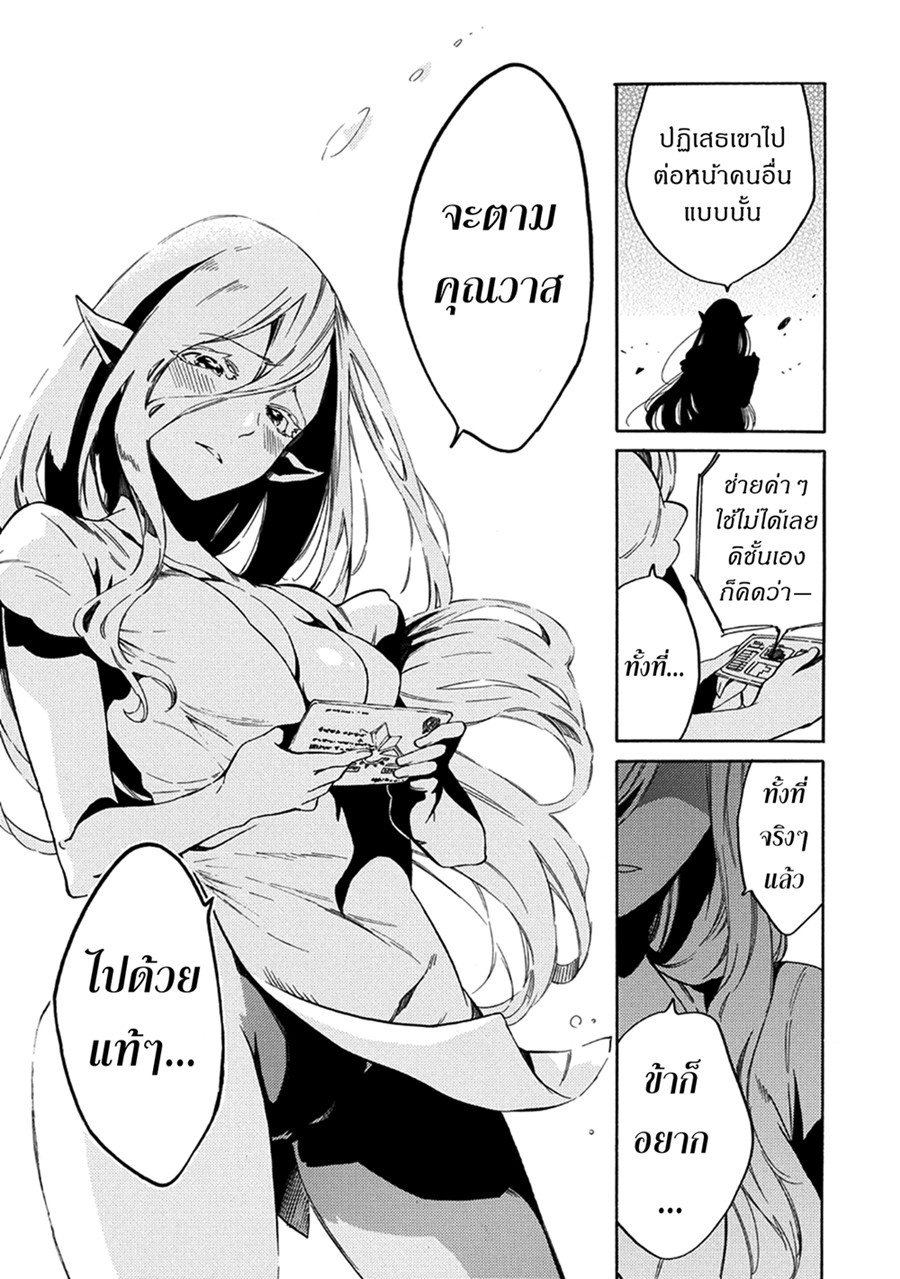 ปฏิเสธเขาไป
ต่อหน้าคนอื่น
แบบนั้น
ช่ายค่า ๆ
ใช้ไม่ได้เลย
ดิชั้นเอง
ก็คิดว่า—
ทั้งที่...
ทั้งที่
จริงๆ
แล้ว
ข้าก็
อยาก
...
จะตาม
คุณวาส
ไปด้วย
แท้ๆ...